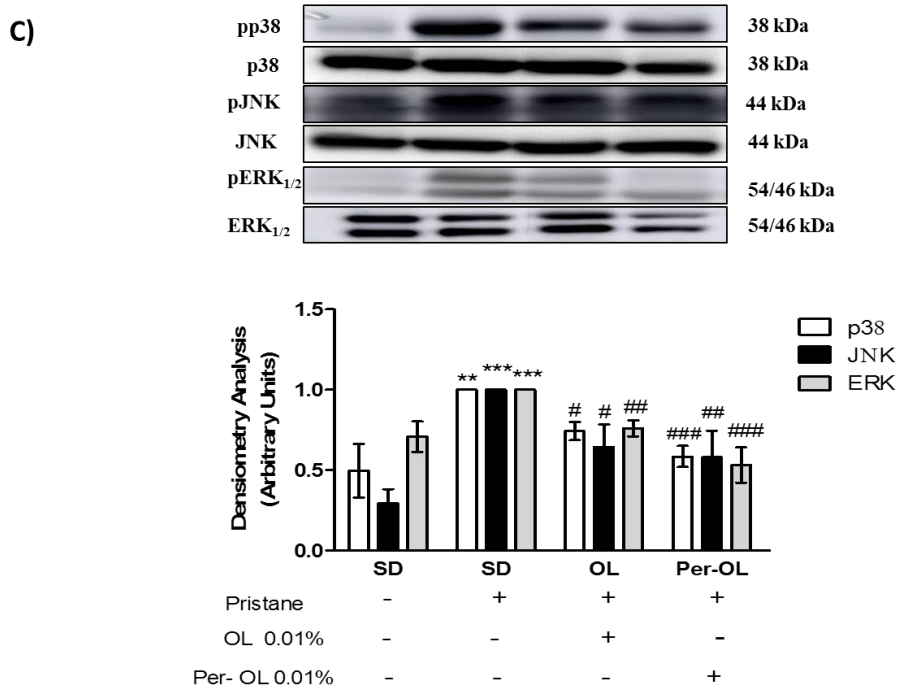 C)
pp38 38 kDa
p38 38 kDa
pJNK 44 kDa
JNK 44 kDa
pERK1/2 54/46 kDa
ERK1/2 54/46 kDa
Densiometry Analysis
(Arbitrary Units)
1.5
1.0
0.5
0.0
** *** ***
# # ##
### ## ###
p38
JNK
ERK
SD SD OL Per-OL
Pristane - + + +
OL 0.01% - - + -
Per- OL 0.01% - - - +